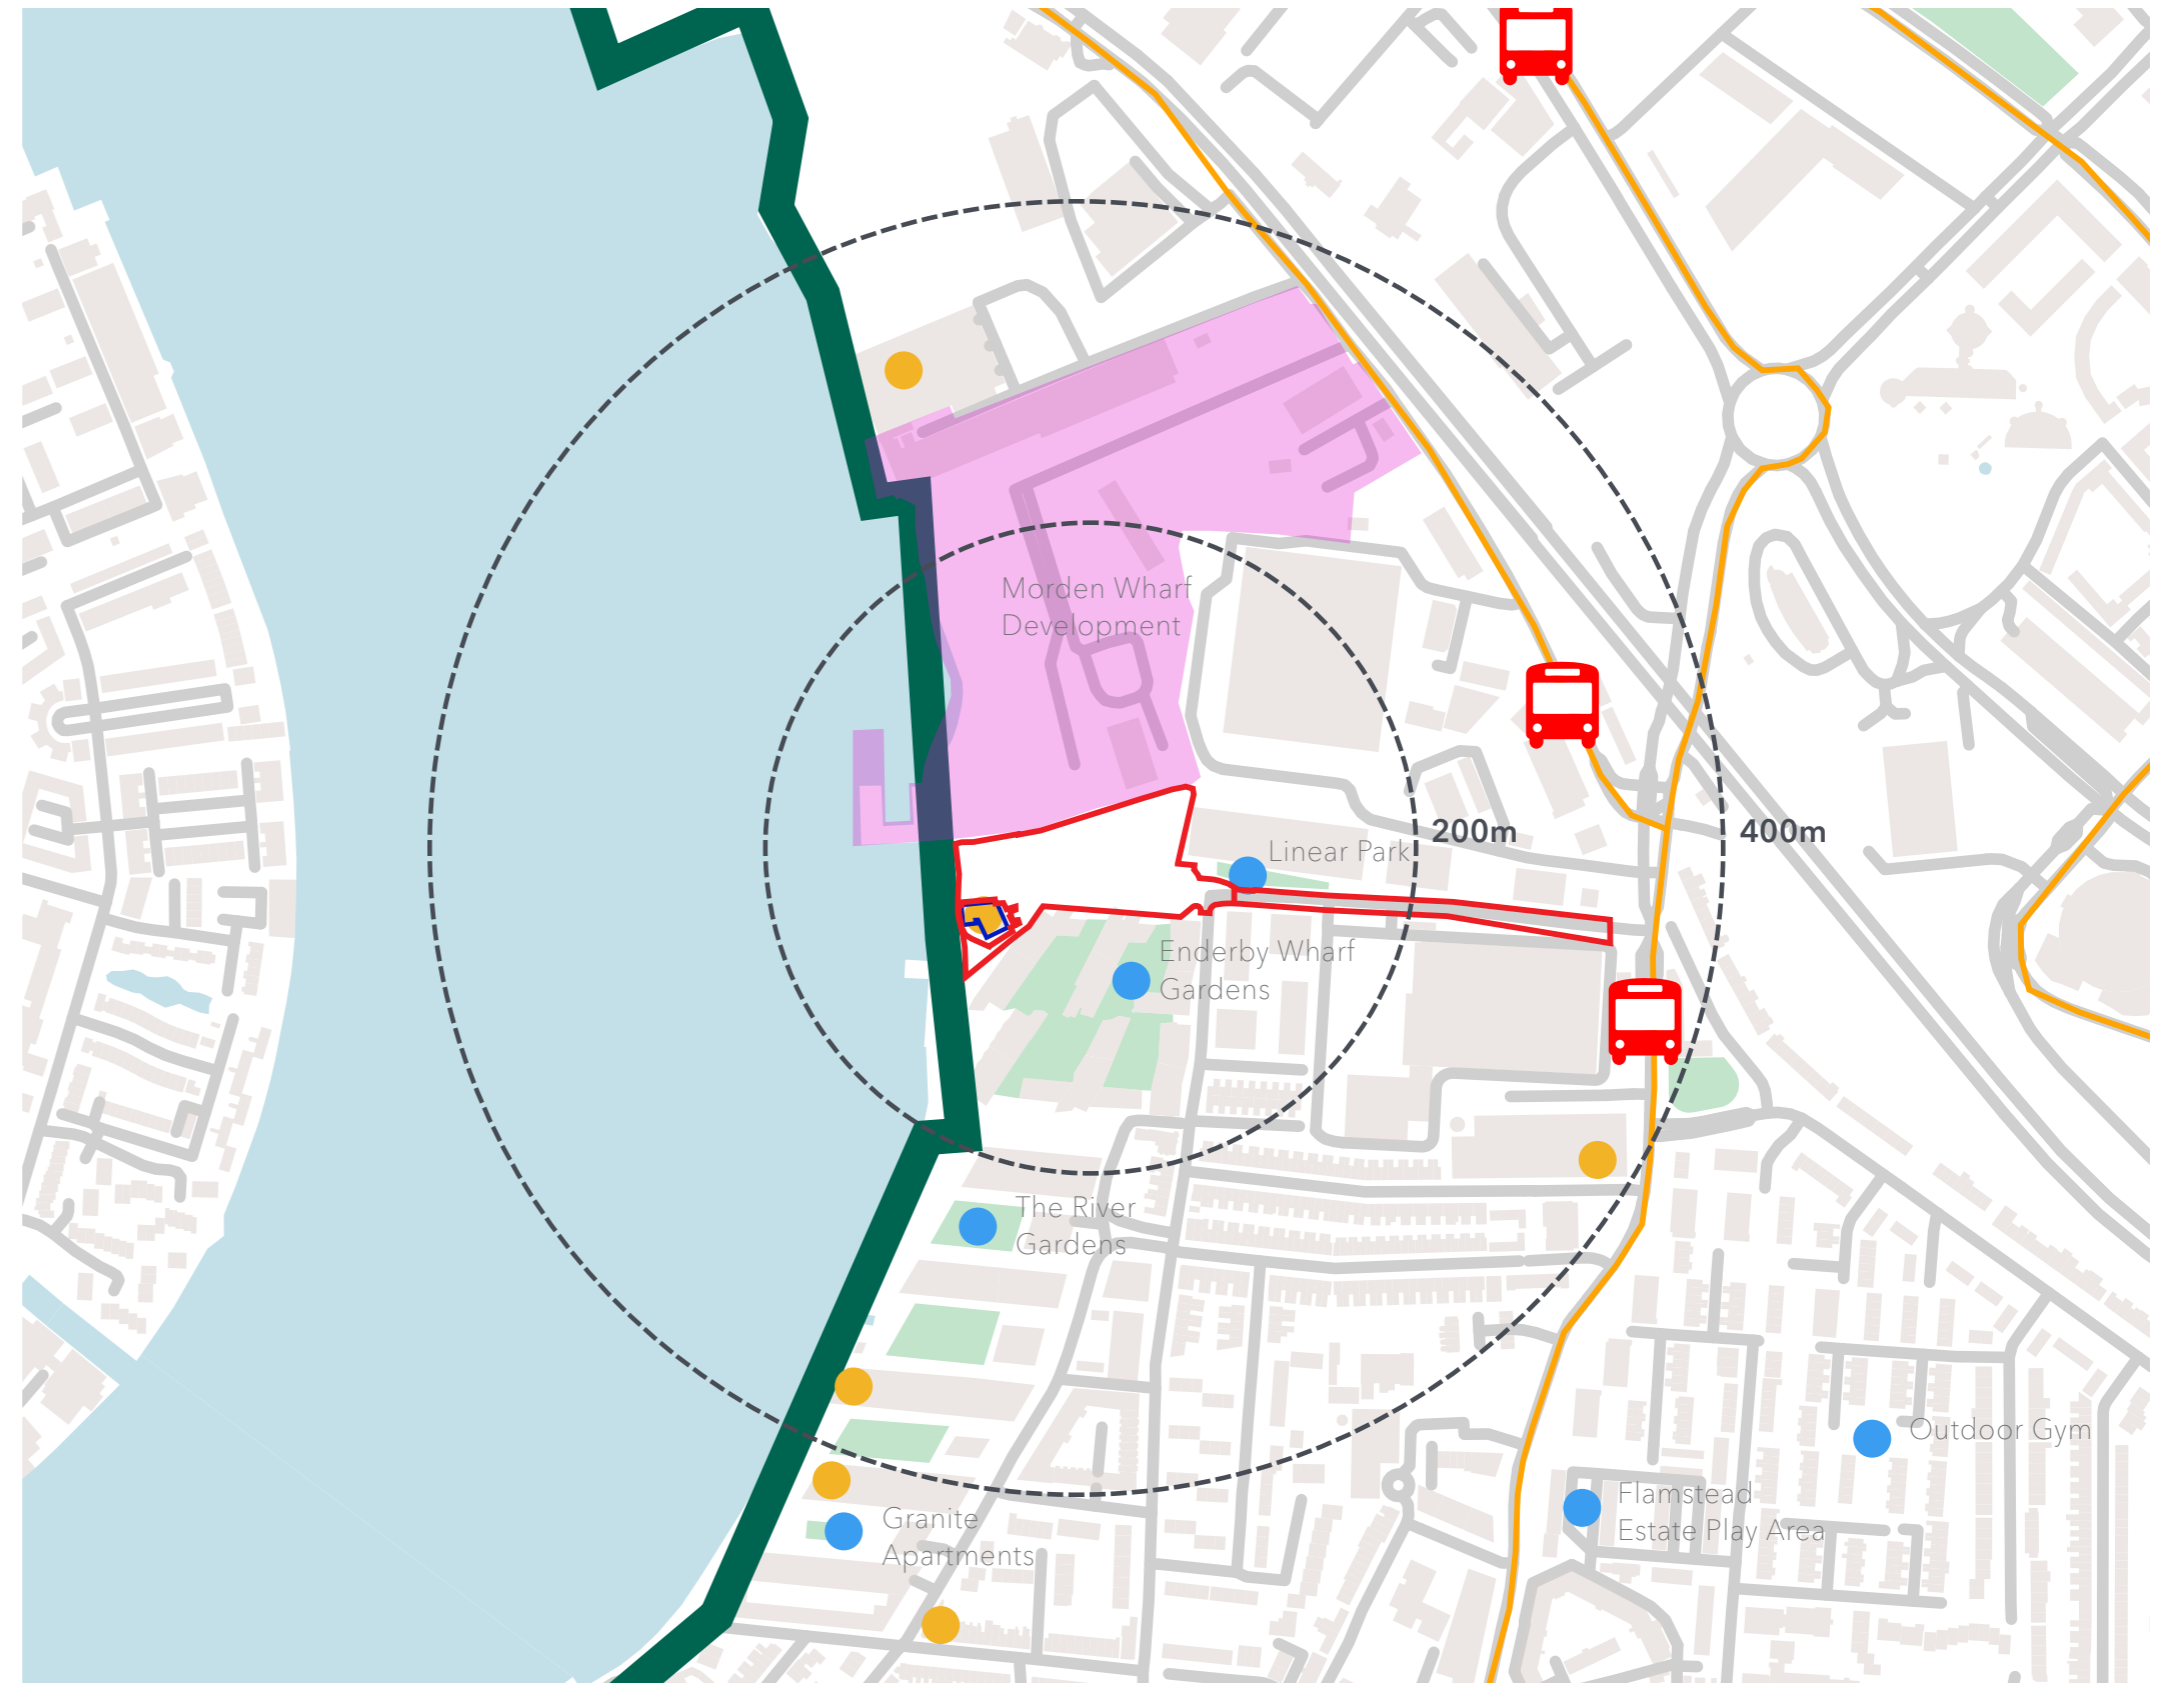 Morden Wharf
Development
200m
400m
Linear Park
Enderby Wharf
Gardens
The River
Gardens
Outdoor Gym
Flamstead
Estate Play Area
Granite
Apartments